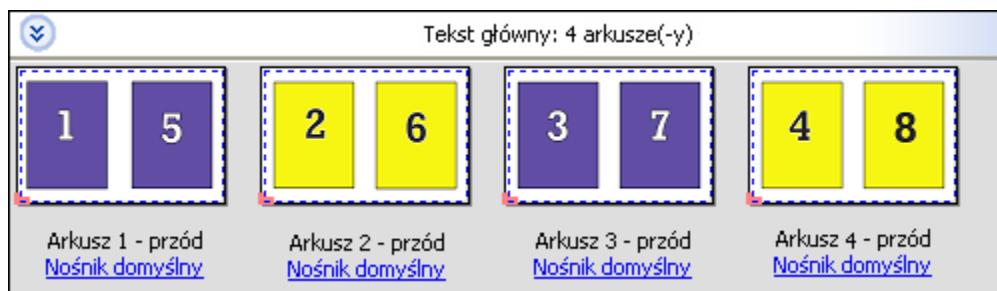 Tekst główny: 4 arkusze(-y)
1 5 2 6 3 7 4 8
Arkusz 1 - przód Arkusz 2 - przód Arkusz 3 - przód Arkusz 4 - przód
Nośnik domyślny Nośnik domyślny Nośnik domyślny Nośnik domyślny